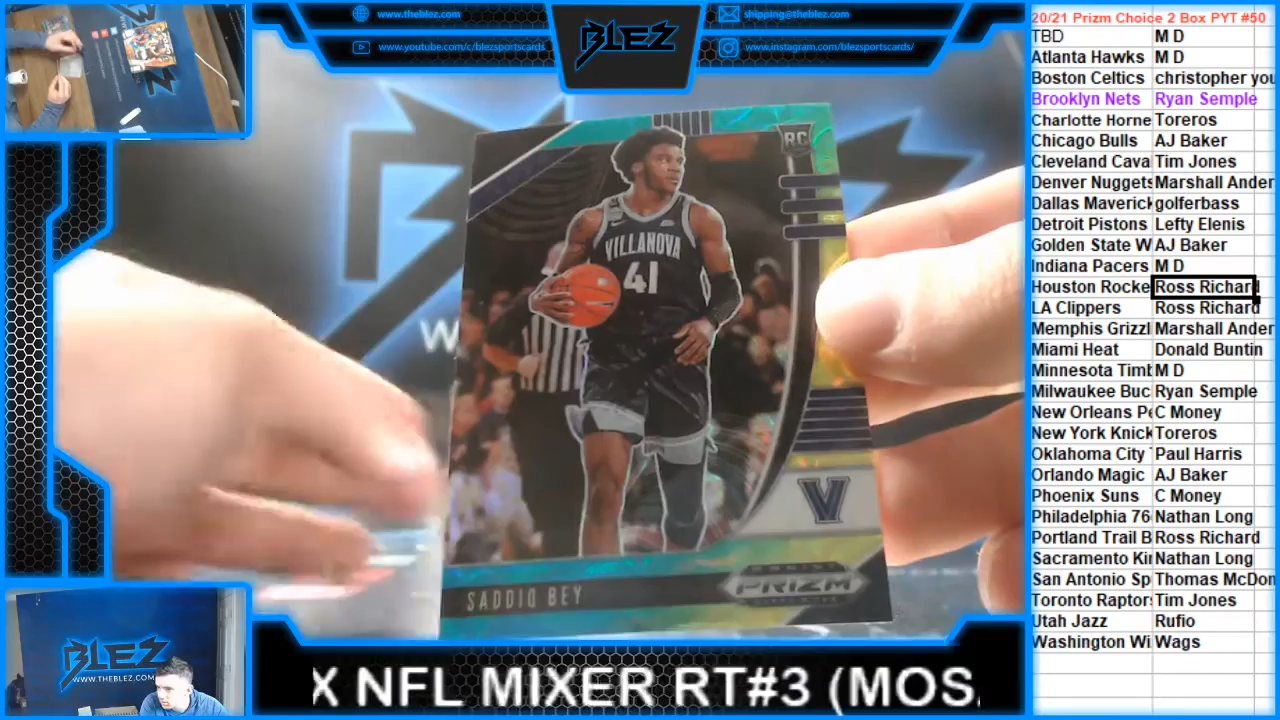 www.theblez.com
shipping@theblez.com
www.youtube.com/c/blezsportscards
www.instagram.com/blezsportscards/
BLEZ
20/21 Prizm Choice 2 Box PYT #50
TBD M D
Atlanta Hawks M D
Boston Celtics christopher you
Brooklyn Nets Ryan Semple
Charlotte Horne Toreros
Chicago Bulls AJ Baker
Cleveland Cava Tim Jones
Denver Nuggets Marshall Ander
Dallas Maverick golferbass
Detroit Pistons Lefty Elenis
Golden State W AJ Baker
Indiana Pacers M D
Houston Rocke Ross Richard
LA Clippers Ross Richard
Memphis Grizzl Marshall Ander
Miami Heat Donald Buntin
Minnesota Timb M D
Milwaukee Buc Ryan Semple
New Orleans Pe C Money
New York Knick Toreros
Oklahoma City T Paul Harris
Orlando Magic AJ Baker
Phoenix Suns C Money
Philadelphia 76 Nathan Long
Portland Trail B Ross Richard
Sacramento Kin Nathan Long
San Antonio Sp Thomas McDon
Toronto Raptors Tim Jones
Utah Jazz Rufio
Washington Wi Wags
RC
VILLANOVA
41
V
SADDIQ BEY
PANINI
PRIZM
W
BLEZ
WWW.THEBLEZ.COM
X NFL MIXER RT#3 (MOS